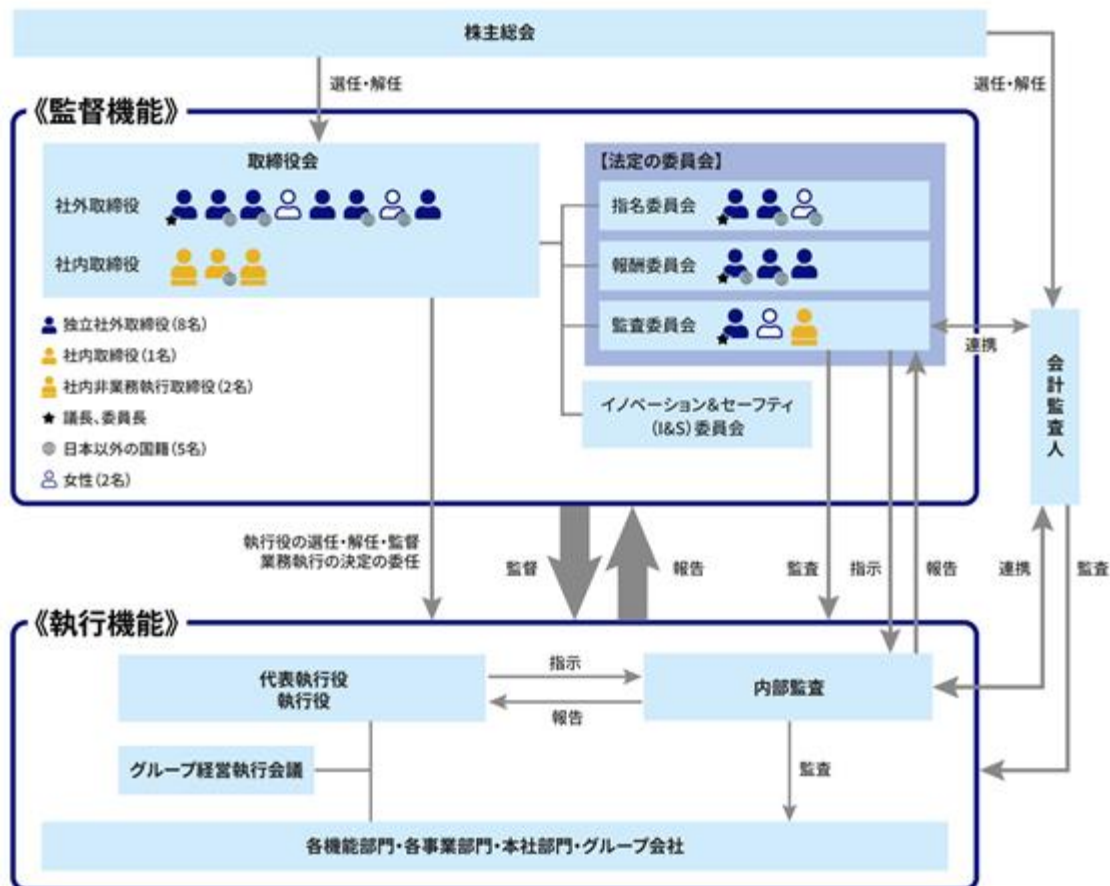 株主総会
選任・解任
選任・解任
《監督機能》
取締役会
社外取締役
社内取締役
独立社外取締役(8名)
社内取締役(1名)
社内非業務執行取締役(2名)
議長、委員長
日本以外の国籍(5名)
女性(2名)
【法定の委員会】
指名委員会
報酬委員会
監査委員会
イノベーション&セーフティ
(I&S)委員会
連携
会計監査人
執行役の選任・解任・監督
業務執行の決定の委任
監督
報告
監査
指示
報告
連携
監査
《執行機能》
代表執行役
執行役
指示
報告
内部監査
グループ経営執行会議
監査
各機能部門・各事業部門・本社部門・グループ会社